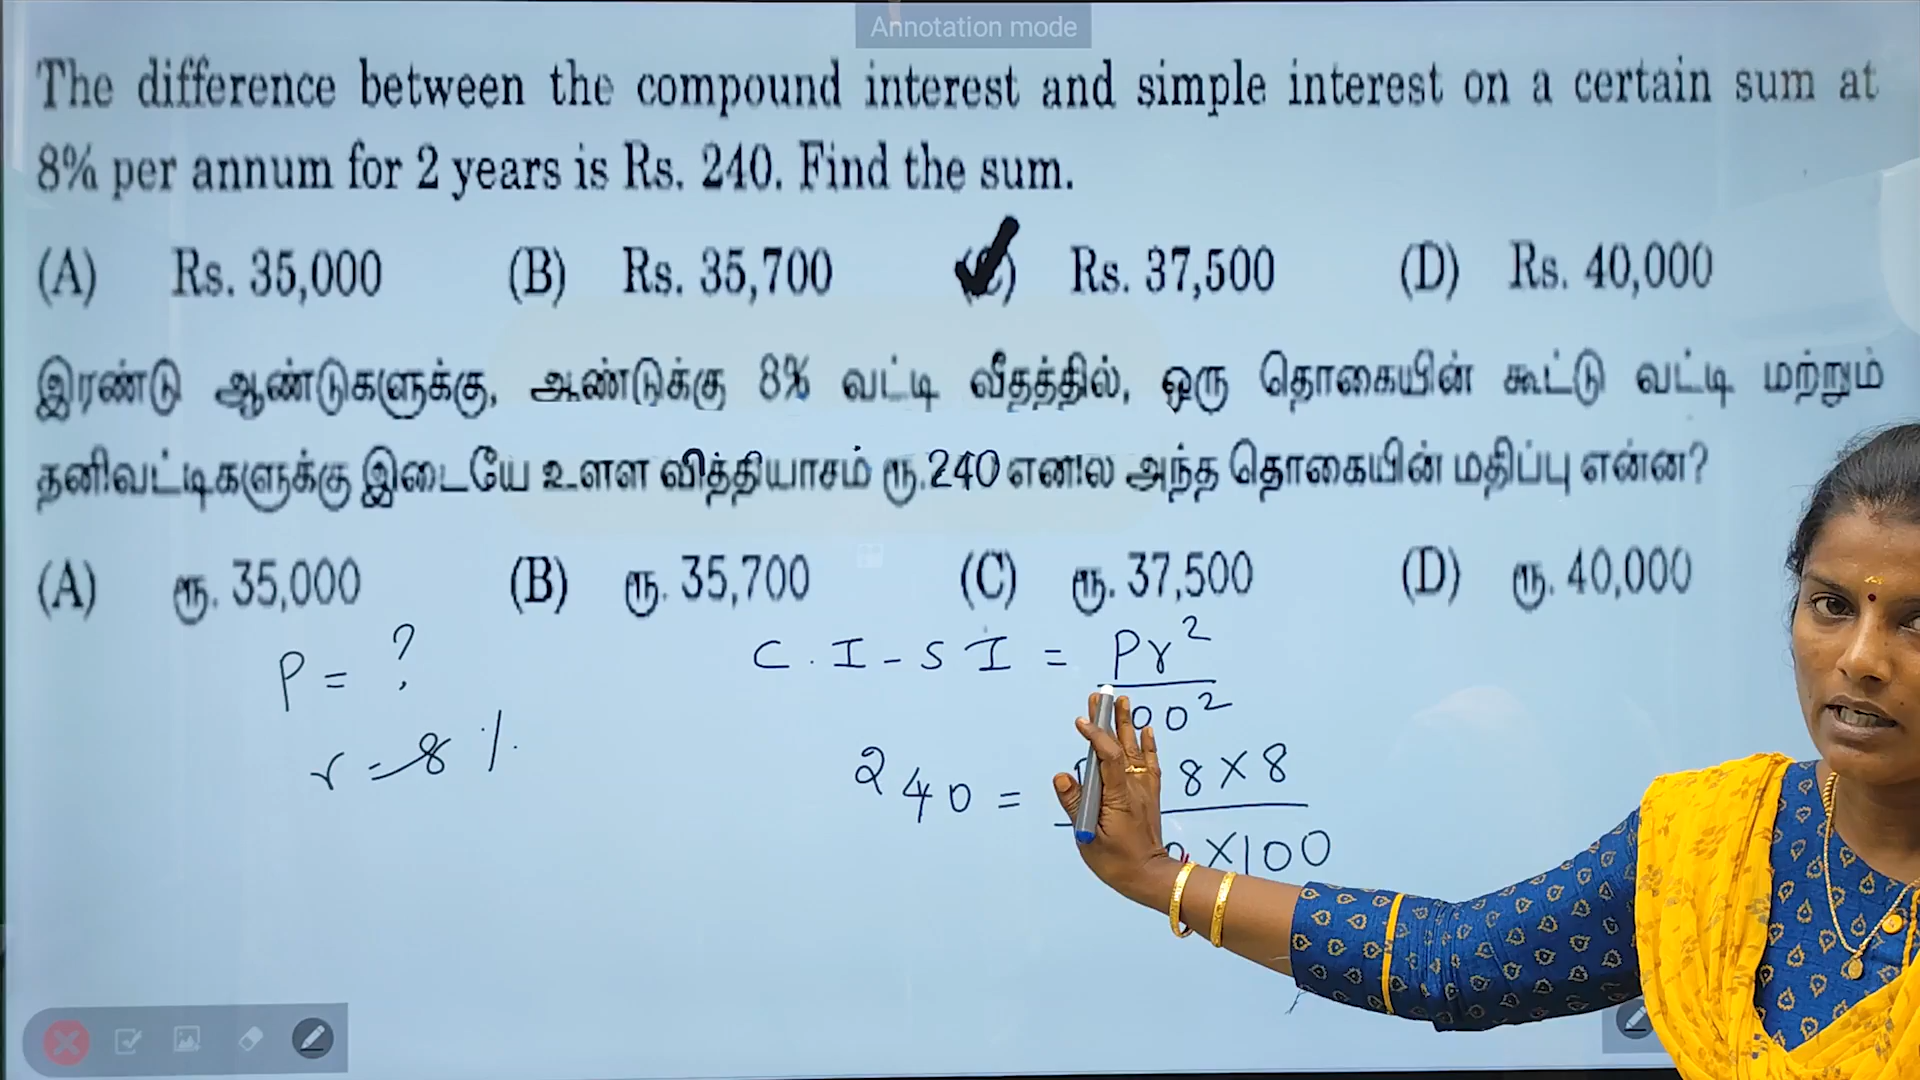 Annotation mode
The difference between the compound interest and simple interest on a certain sum at
8% per annum for 2 years is Rs. 240. Find the sum.
(A) Rs. 35,000 (B) Rs. 35,700 (C) Rs. 37,500 (D) Rs. 40,000
இரண்டு ஆண்டுகளுக்கு, ஆண்டுக்கு 8% வட்டி வீதத்தில், ஒரு தொகையின் கூட்டு வட்டி மற்றும்
தனிவட்டிகளுக்கு இடையே உள்ள வித்தியாசம் ரூ.240 எனில் அந்த தொகையின் மதிப்பு என்ன?
(A) ரூ. 35,000 (B) ரூ. 35,700 (C) ரூ. 37,500 (D) ரூ. 40,000
P = ? C.I - SI = Pr²
00²
r = 8%
240 = 8×8
×100